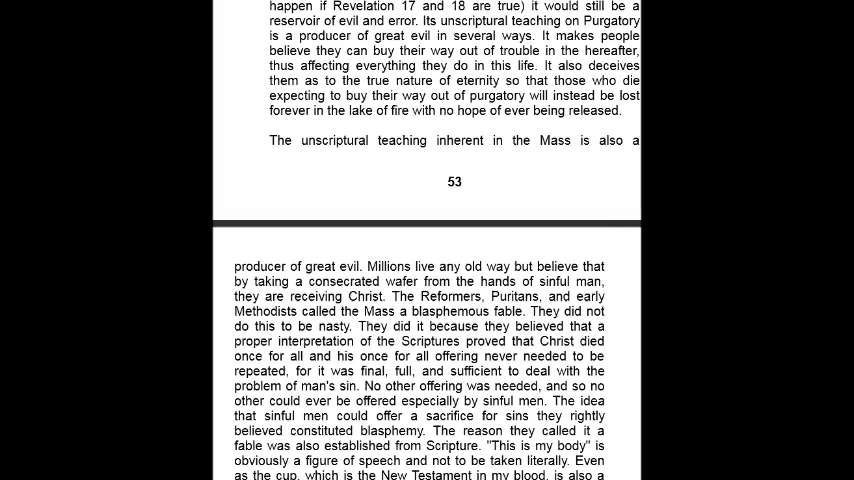 happen if Revelation 17 and 18 are true) it would still be a
reservoir of evil and error. Its unscriptural teaching on Purgatory
is a producer of great evil in several ways. It makes people
believe they can buy their way out of trouble in the hereafter,
thus affecting everything they do in this life. It also deceives
them as to the true nature of eternity so that those who die
expecting to buy their way out of purgatory will instead be lost
forever in the lake of fire with no hope of ever being released.
The unscriptural teaching inherent in the Mass is also a
53
producer of great evil. Millions live any old way but believe that
by taking a consecrated wafer from the hands of sinful man,
they are receiving Christ. The Reformers, Puritans, and early
Methodists called the Mass a blasphemous fable. They did not
do this to be nasty. They did it because they believed that a
proper interpretation of the Scriptures proved that Christ died
once for all and his once for all offering never needed to be
repeated, for it was final, full, and sufficient to deal with the
problem of man's sin. No other offering was needed, and so no
other could ever be offered especially by sinful men. The idea
that sinful men could offer a sacrifice for sins they rightly
believed constituted blasphemy. The reason they called it a
fable was also established from Scripture. "This is my body" is
obviously a figure of speech and not to be taken literally. Even
as the cup, which is the New Testament in my blood, is also a